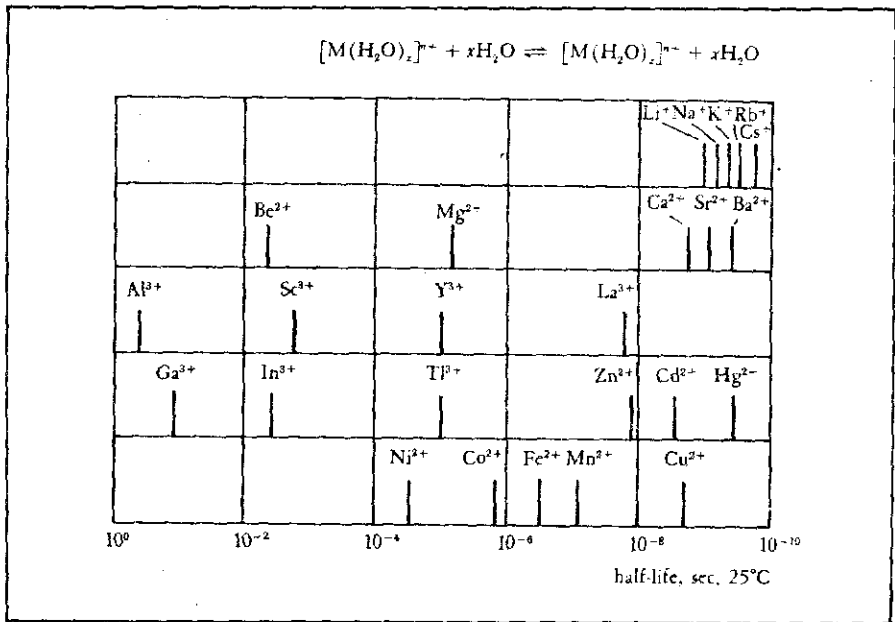 [M(H₂O)ₓ]ⁿ⁺ + xH₂O ⇌ [M(H₂O)ₓ]ⁿ⁺ + xH₂O
Li⁺ Na⁺ K⁺ Rb⁺
Cs⁺
Be²⁺ Mg²⁻ Ca²⁺ Sr²⁺ Ba²⁺
Al³⁺ Sc³⁺ Y³⁺ La³⁺
Ga³⁺ In³⁺ Tl³⁺ Zn²⁺ Cd²⁺ Hg²⁻
Ni²⁺ Co²⁺ Fe²⁺ Mn²⁺ Cu²⁺
10⁰ 10⁻² 10⁻⁴ 10⁻⁶ 10⁻⁸ 10⁻¹⁰
half-life, sec, 25°C